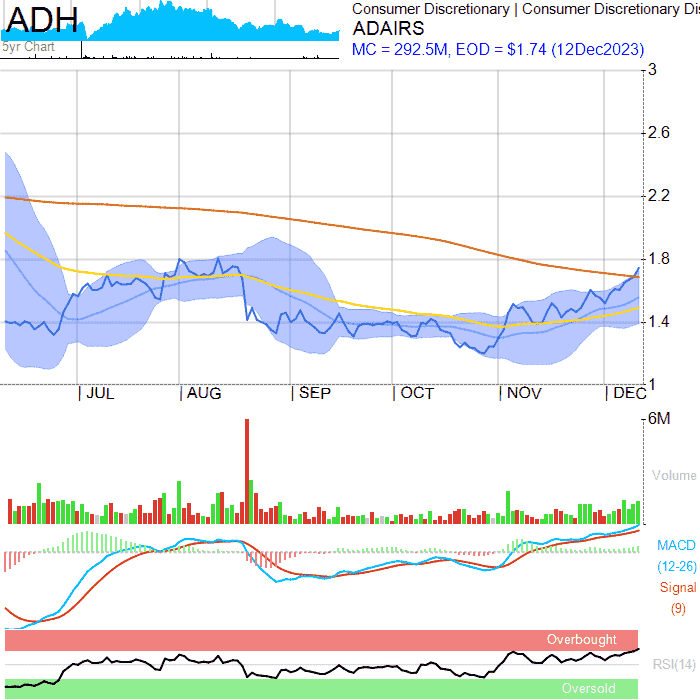 ADH
5yr Chart
Consumer Discretionary | Consumer Discretionary Dis
ADAIRS
MC = 292.5M, EOD = $1.74 (12Dec2023)
3
2.6
2.2
1.8
1.4
1
JUL AUG SEP OCT NOV DEC
6M
Volume
MACD
(12-26)
Signal
(9)
Overbought
RSI(14)
Oversold